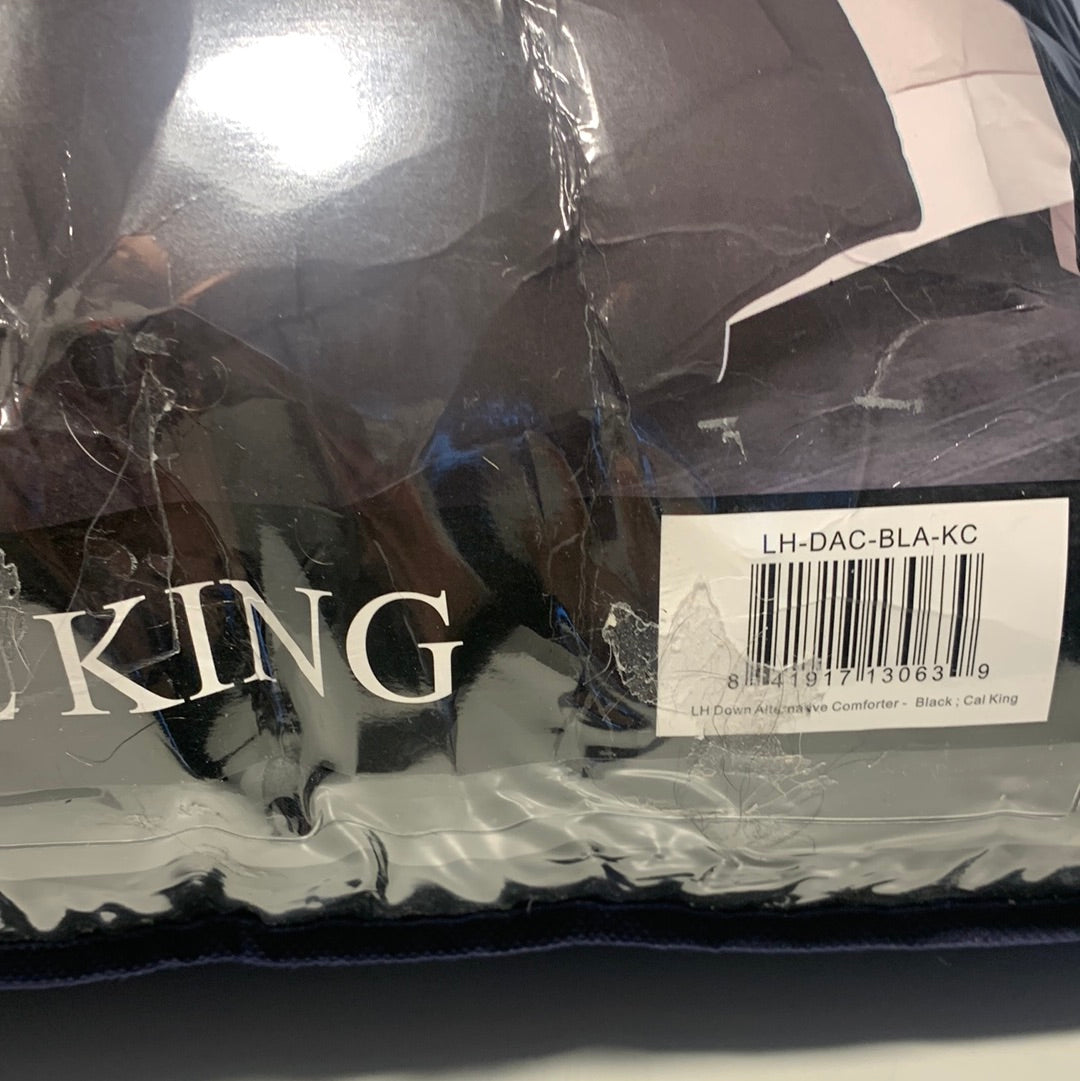 LH-DAC-BLA-KC
KING
8 41917 13063 9
LH Down Alternative Comforter - Black ; Cal King